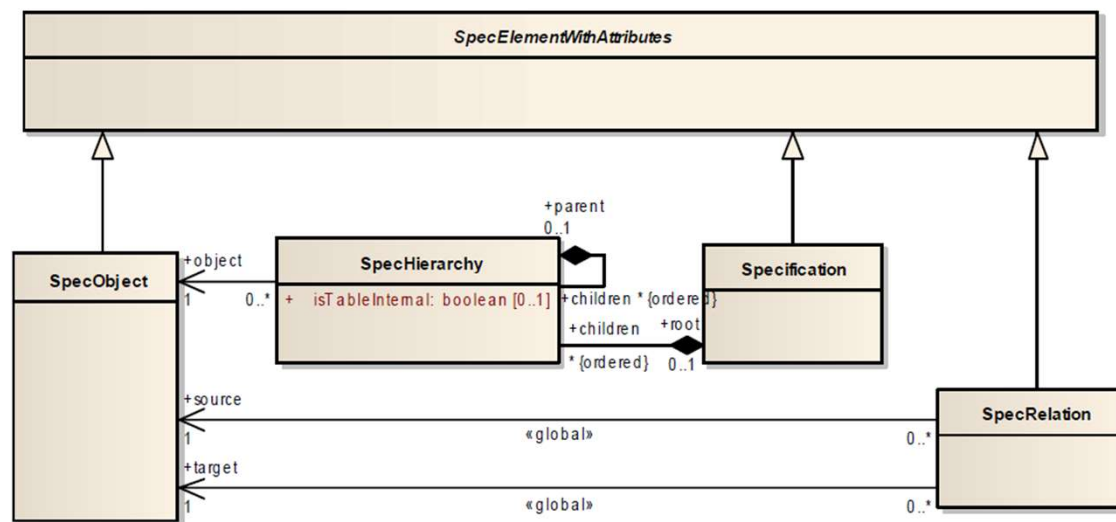 SpecElementWithAttributes
+parent
0..1
SpecObject
+object
1
0..*
SpecHierarchy
+ isTableInternal: boolean [0..1]
Specification
+children * {ordered}
+children
+root
* {ordered}
0..1
+source
1
«global»
0..*
SpecRelation
+target
1
«global»
0..*